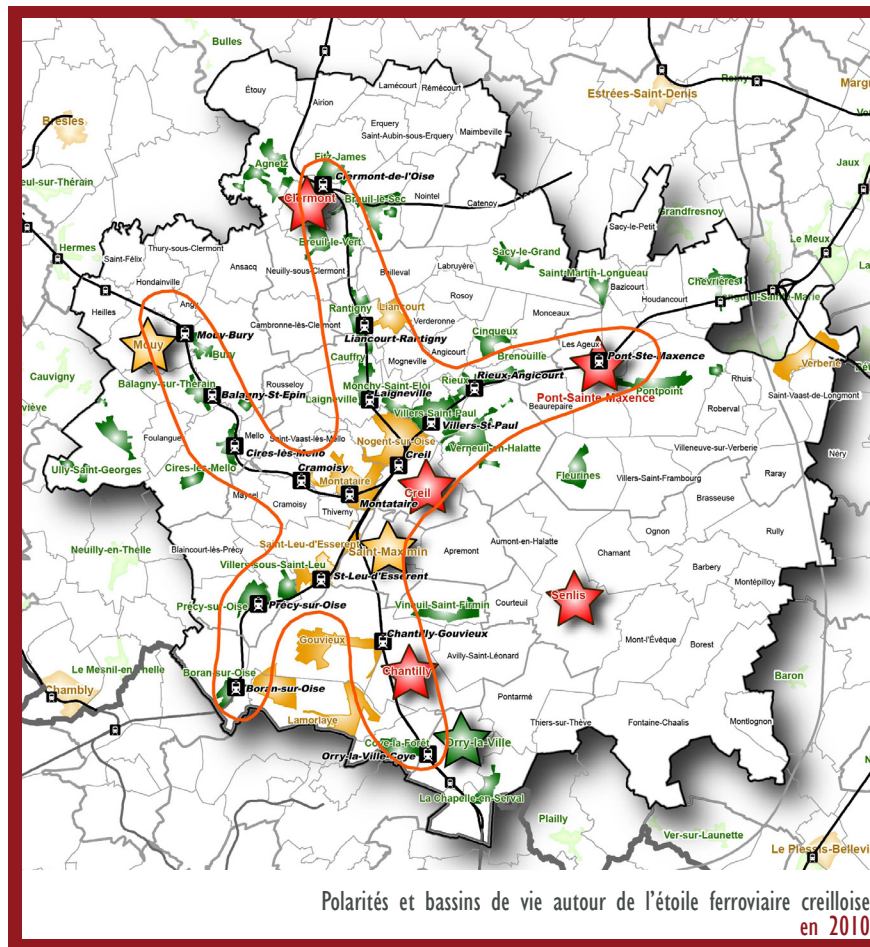 Bulles
Étouy
Airion
Lamécourt
Rémécourt
Erquery
Saint-Aubin-sous-Erquery
Maimbeville
Estrées-Saint-Denis
Bresles
Jaux
Agnetz
Fitz-James
Clermont-de-l'Oise
Clermont
Breuil-le-Sec
Nointel
Catenoy
Sacy-le-Petit
Grandfresnoy
Le Meux
Hermes
Saint-Félix
Thury-sous-Clermont
Hondainville
Ansacq
Breuil-le-Vert
Neuilly-sous-Clermont
Labruyère
Sacy-le-Grand
Saint-Martin-Longueau
Bazicourt
Houdancourt
Chevrières
Heilles
Angy
Rantigny
Liancourt
Rosoy
Verderonne
Monceaux
Cinqueux
Mouy
Mouy-Bury
Bury
Cambronne-lès-Clermont
Liancourt-Rantigny
Cauffry
Mogneville
Angicourt
Brenouille
Les Ageux
Pont-Ste-Maxence
Verberie
Cauvigny
Balagny-sur-Thérain
Balagny-St-Epin
Rousseloy
Monchy-Saint-Eloi
Laigneville
Laigneville
Rieux
Rieux-Angicourt
Pont-Sainte-Maxence
Pontpoint
Rhuis
Saint-Vaast-de-Longmont
Roberval
Beaurepaire
Villers-Saint-Paul
Villers-St-Paul
Foulangue
Mello
Saint-Vaast-lès-Mello
Nogent-sur-Oise
Verneuil-en-Halatte
Villeneuve-sur-Verberie
Néry
Ully-Saint-Georges
Cires-lès-Mello
Cires-lès-Mello
Cramoisy
Creil
Fleurines
Villers-Saint-Frambourg
Raray
Maysel
Montataire
Montataire
Creil
Brasseuse
Cramoisy
Thiverny
Rully
Neuilly-en-Thelle
Blaincourt-lès-Précy
Saint-Leu-d'Esserent
Saint-Maximin
Apremont
Aumont-en-Halatte
Ognon
Chamant
Barbery
Montépilloy
Villers-sous-Saint-Leu
St-Leu-d'Esserent
Précy-sur-Oise
Précy-sur-Oise
Vineuil-Saint-Firmin
Courteuil
Senlis
Le Mesnil-en-Thelle
Chambly
Gouvieux
Chantilly-Gouvieux
Avilly-Saint-Léonard
Mont-l'Évêque
Borest
Boran-sur-Oise
Boran-sur-Oise
Chantilly
Baron
Lamorlaye
Pontarmé
Thiers-sur-Thève
Fontaine-Chaalis
Montlognon
Coye-la-Forêt
Orry-la-Ville
Orry-la-Ville-Coye
La Chapelle-en-Serval
Plailly
Ver-sur-Launette
Polarités et bassins de vie autour de l'étoile ferroviaire creilloise
en 2010